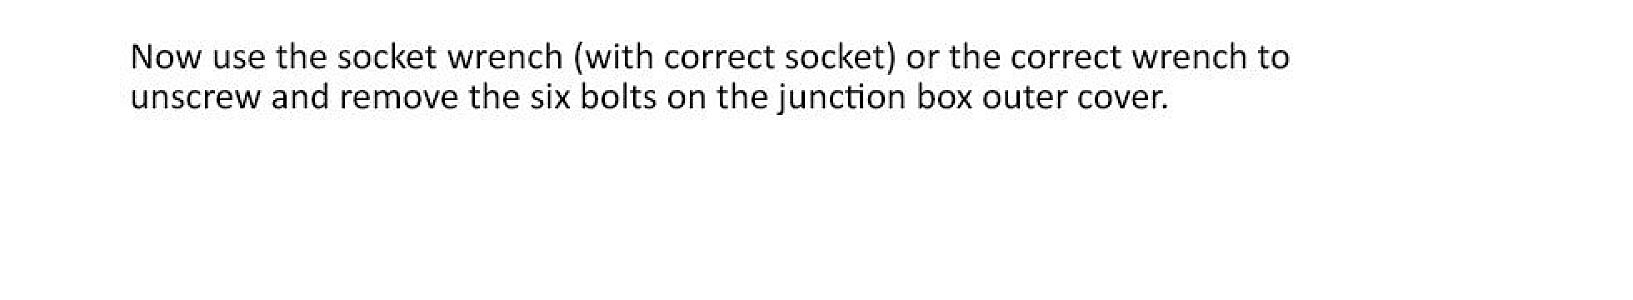 Now use the socket wrench (with correct socket) or the correct wrench to
unscrew and remove the six bolts on the junction box outer cover.